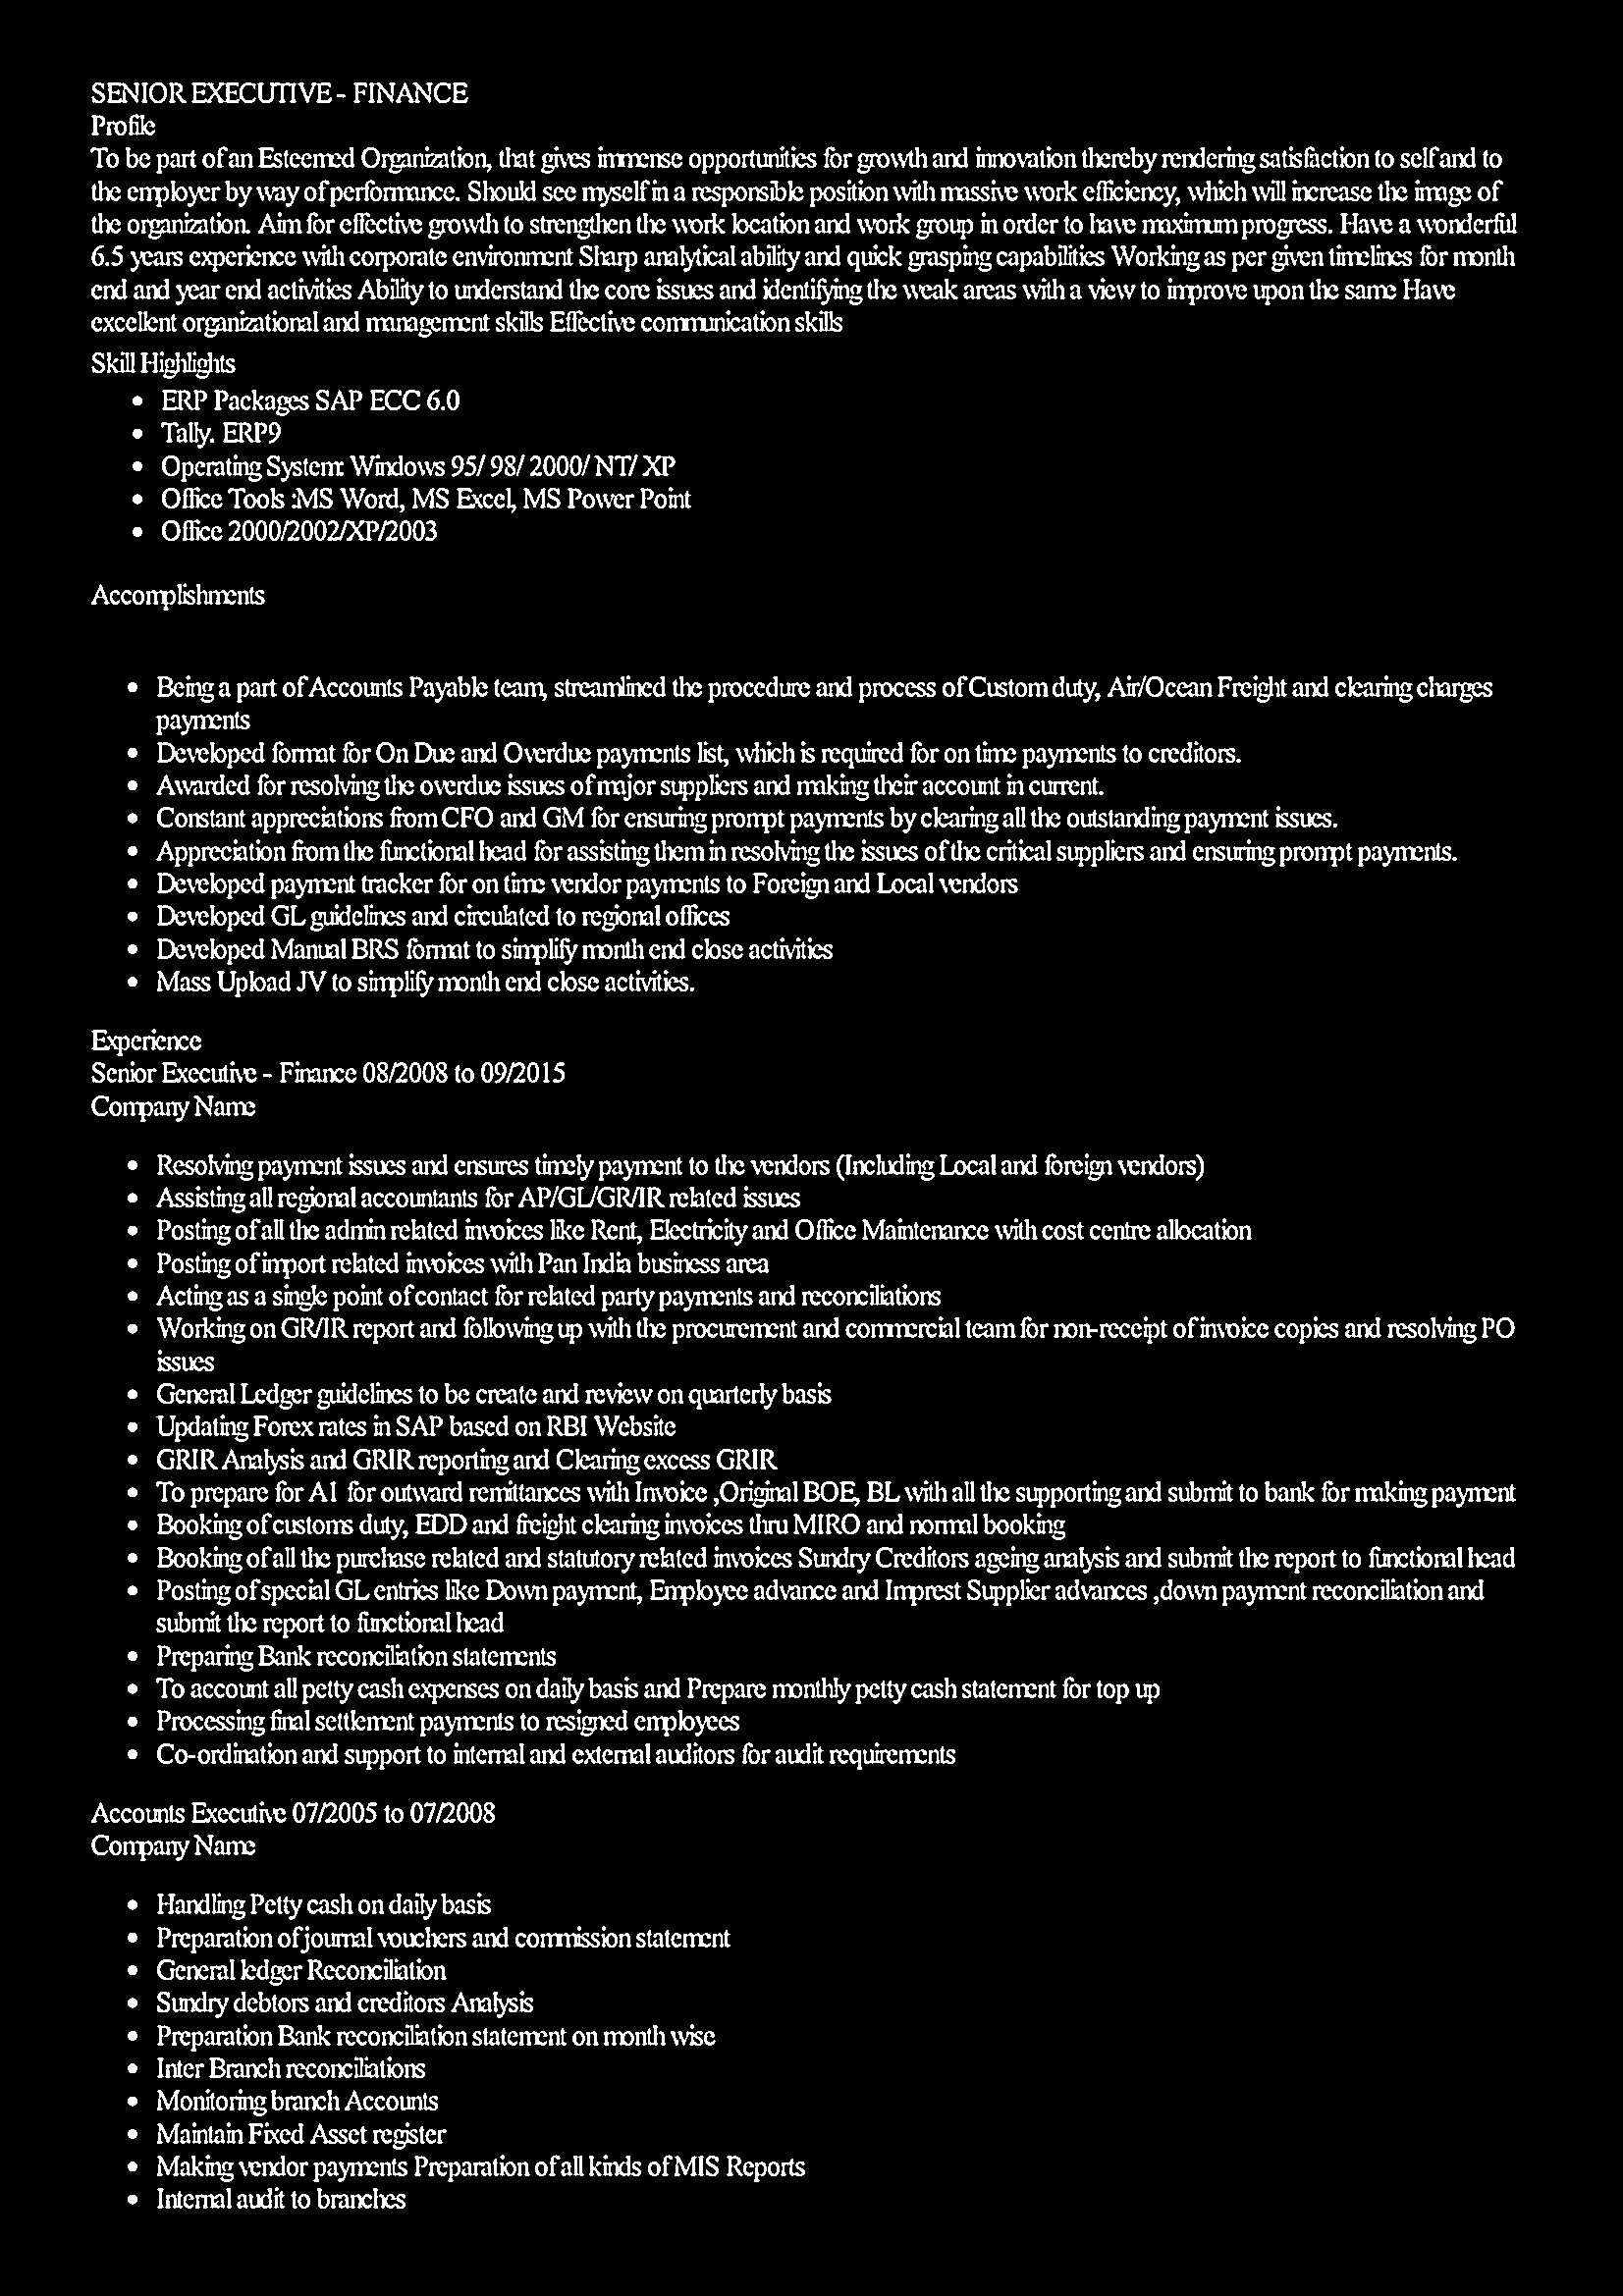 SENIOR EXECUTIVE - FINANCE
Profile
To be part of an Esteemed Organization, that gives immense opportunities for growth and innovation thereby rendering satisfaction to self and to
the employer by way of performance. Should see myself in a responsible position with massive work efficiency, which will increase the image of
the organization. Aim for effective growth to strengthen the work location and work group in order to have maximum progress. Have a wonderful
6.5 years experience with corporate environment Sharp analytical ability and quick grasping capabilities Working as per given timelines for month
end and year end activities Ability to understand the core issues and identifying the weak areas with a view to improve upon the same Have
excellent organizational and management skills Effective communication skills
Skill Highlights
• ERP Packages SAP ECC 6.0
• Tally. ERP9
• Operating System: Windows 95/ 98/ 2000/ NT/ XP
• Office Tools :MS Word, MS Excel, MS Power Point
• Office 2000/2002/XP/2003
Accomplishments
• Being a part of Accounts Payable team, streamlined the procedure and process of Custom duty, Air/Ocean Freight and clearing charges
payments
• Developed format for On Due and Overdue payments list, which is required for on time payments to creditors.
• Awarded for resolving the overdue issues of major suppliers and making their account in current.
• Constant appreciations from CFO and GM for ensuring prompt payments by clearing all the outstanding payment issues.
• Appreciation from the functional head for assisting them in resolving the issues of the critical suppliers and ensuring prompt payments.
• Developed payment tracker for on time vendor payments to Foreign and Local vendors
• Developed GL guidelines and circulated to regional offices
• Developed Manual BRS format to simplify month end close activities
• Mass Upload JV to simplify month end close activities.
Experience
Senior Executive - Finance 08/2008 to 09/2015
Company Name
• Resolving payment issues and ensures timely payment to the vendors (Including Local and foreign vendors)
• Assisting all regional accountants for AP/GL/GR/IR related issues
• Posting of all the admin related invoices like Rent, Electricity and Office Maintenance with cost centre allocation
• Posting of import related invoices with Pan India business area
• Acting as a single point of contact for related party payments and reconciliations
• Working on GR/IR report and following up with the procurement and commercial team for non-receipt of invoice copies and resolving PO
issues
• General Ledger guidelines to be create and review on quarterly basis
• Updating Forex rates in SAP based on RBI Website
• GRIR Analysis and GRIR reporting and Clearing excess GRIR
• To prepare for A1 for outward remittances with Invoice ,Original BOE, BL with all the supporting and submit to bank for making payment
• Booking of customs duty, EDD and freight clearing invoices thru MIRO and normal booking
• Booking of all the purchase related and statutory related invoices Sundry Creditors ageing analysis and submit the report to functional head
• Posting of special GL entries like Down payment, Employee advance and Imprest Supplier advances ,down payment reconciliation and
submit the report to functional head
• Preparing Bank reconciliation statements
• To account all petty cash expenses on daily basis and Prepare monthly petty cash statement for top up
• Processing final settlement payments to resigned employees
• Co-ordination and support to internal and external auditors for audit requirements
Accounts Executive 07/2005 to 07/2008
Company Name
• Handling Petty cash on daily basis
• Preparation of journal vouchers and commission statement
• General ledger Reconciliation
• Sundry debtors and creditors Analysis
• Preparation Bank reconciliation statement on month wise
• Inter Branch reconciliations
• Monitoring branch Accounts
• Maintain Fixed Asset register
• Making vendor payments Preparation of all kinds of MIS Reports
• Internal audit to branches